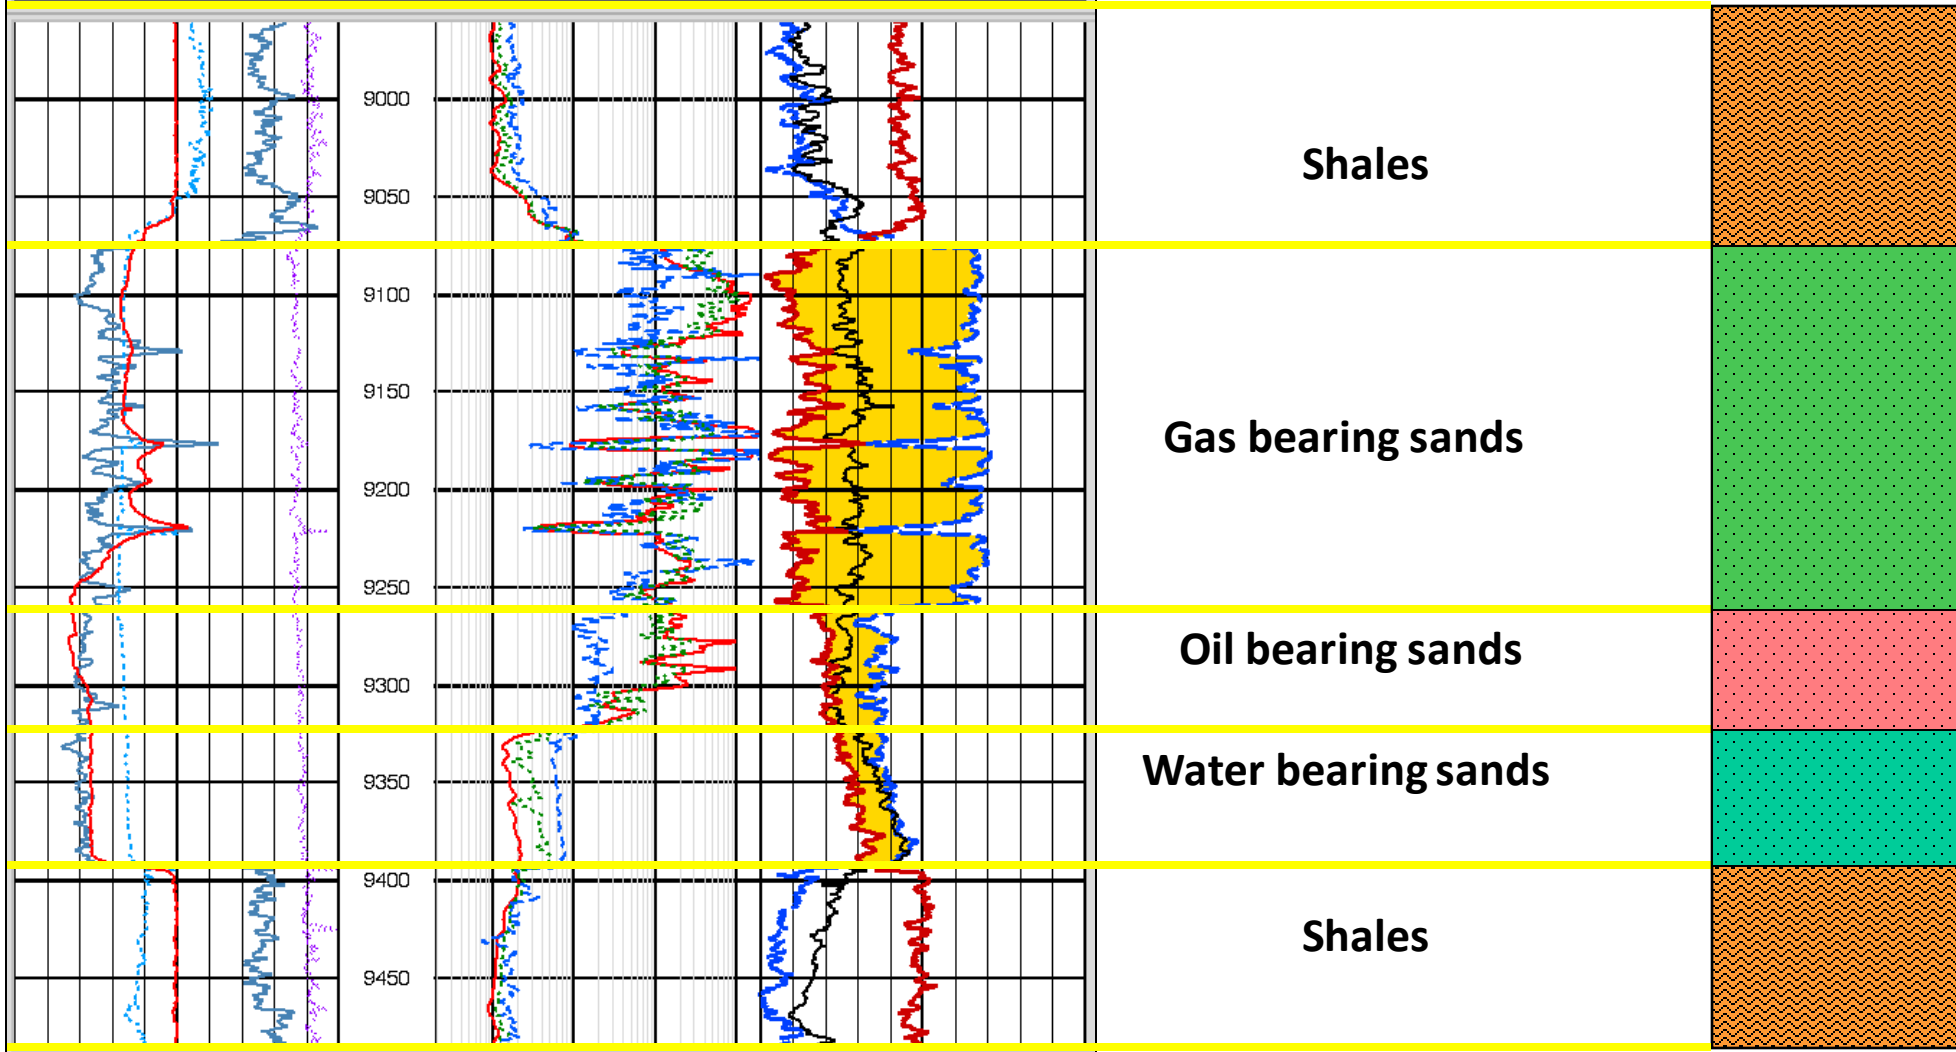 9000
Shales
9050
9100
9150
Gas bearing sands
9200
9250
Oil bearing sands
9300
Water bearing sands
9350
9400
Shales
9450